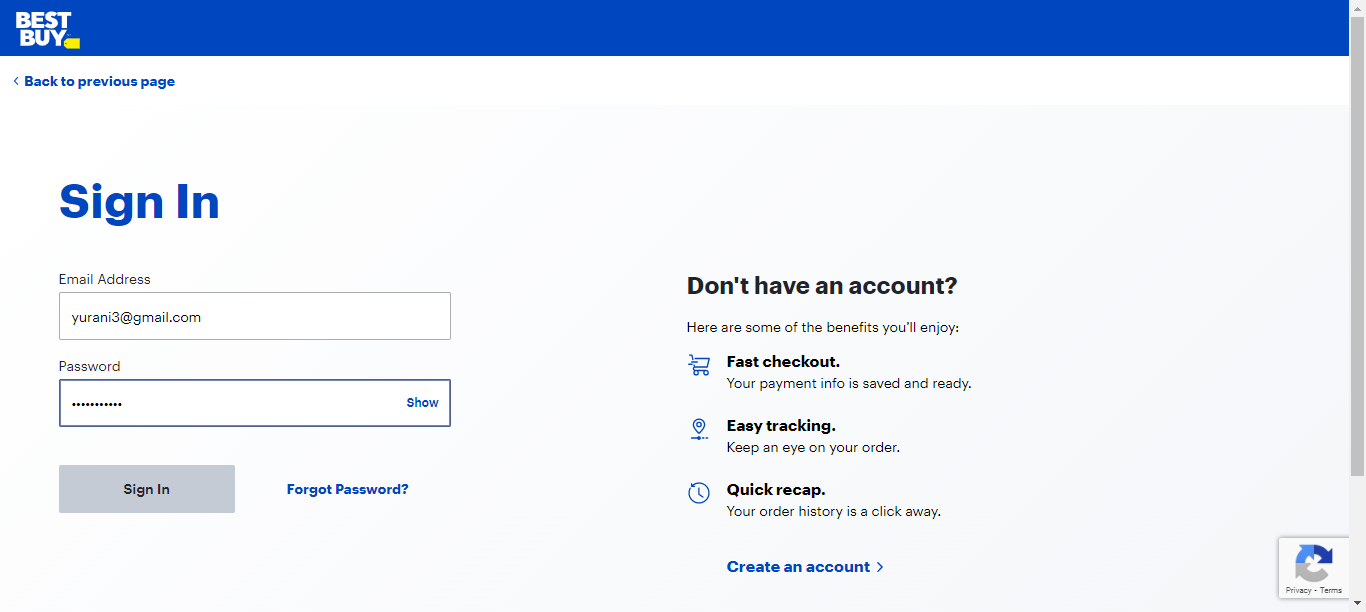 BEST
BUY
Back to previous page
Sign In
Email Address
yurani3@gmail.com
Password
•••••••••••
Show
Sign In
Forgot Password?
Don't have an account?
Here are some of the benefits you’ll enjoy:
Fast checkout.
Your payment info is saved and ready.
Easy tracking.
Keep an eye on your order.
Quick recap.
Your order history is a click away.
Create an account
Privacy - Terms